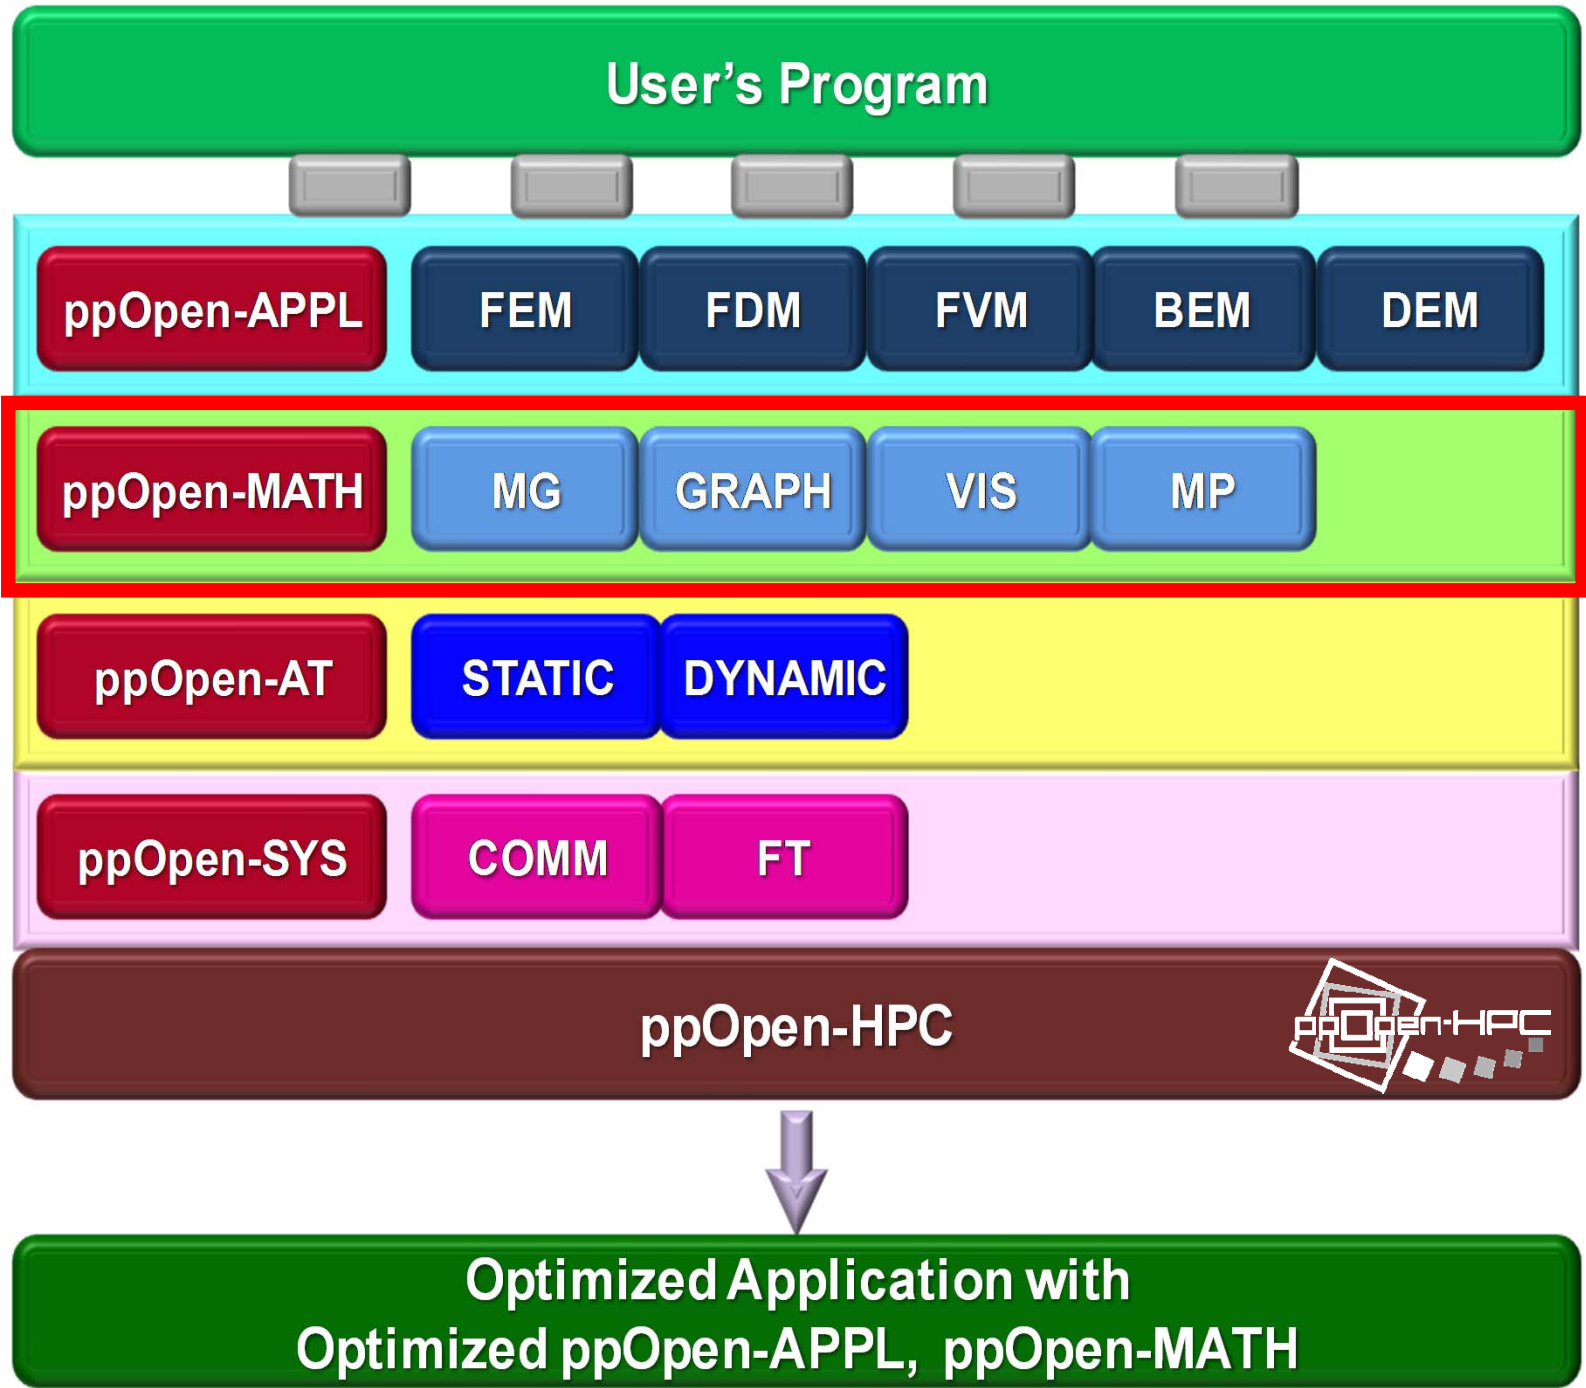 User's Program
ppOpen-APPL FEM FDM FVM BEM DEM
ppOpen-MATH MG GRAPH VIS MP
ppOpen-AT STATIC DYNAMIC
ppOpen-SYS COMM FT
ppOpen-HPC ppOpen-HPC
Optimized Application with
Optimized ppOpen-APPL, ppOpen-MATH